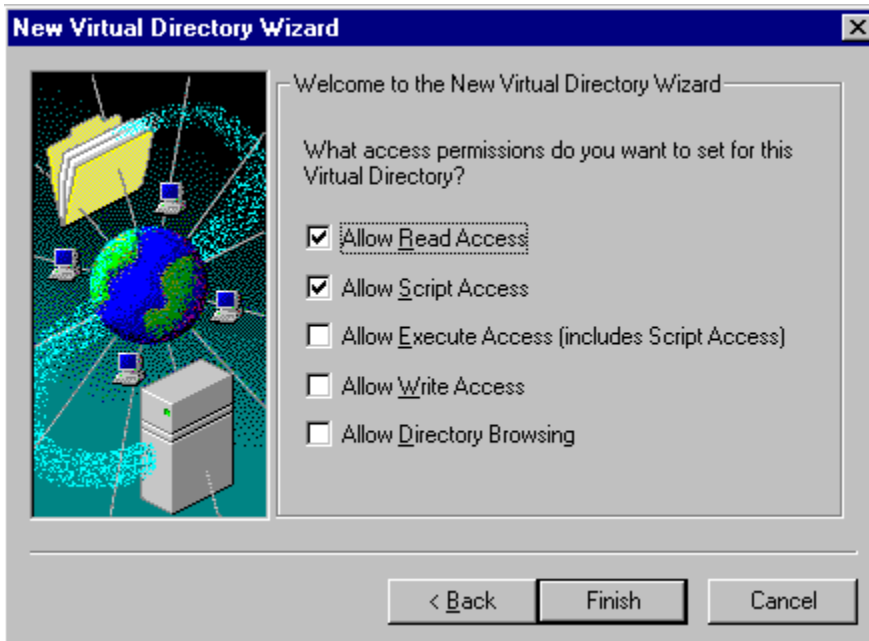 New Virtual Directory Wizard
Welcome to the New Virtual Directory Wizard
What access permissions do you want to set for this
Virtual Directory?
Allow Read Access
Allow Script Access
Allow Execute Access (includes Script Access)
Allow Write Access
Allow Directory Browsing
< Back Finish Cancel